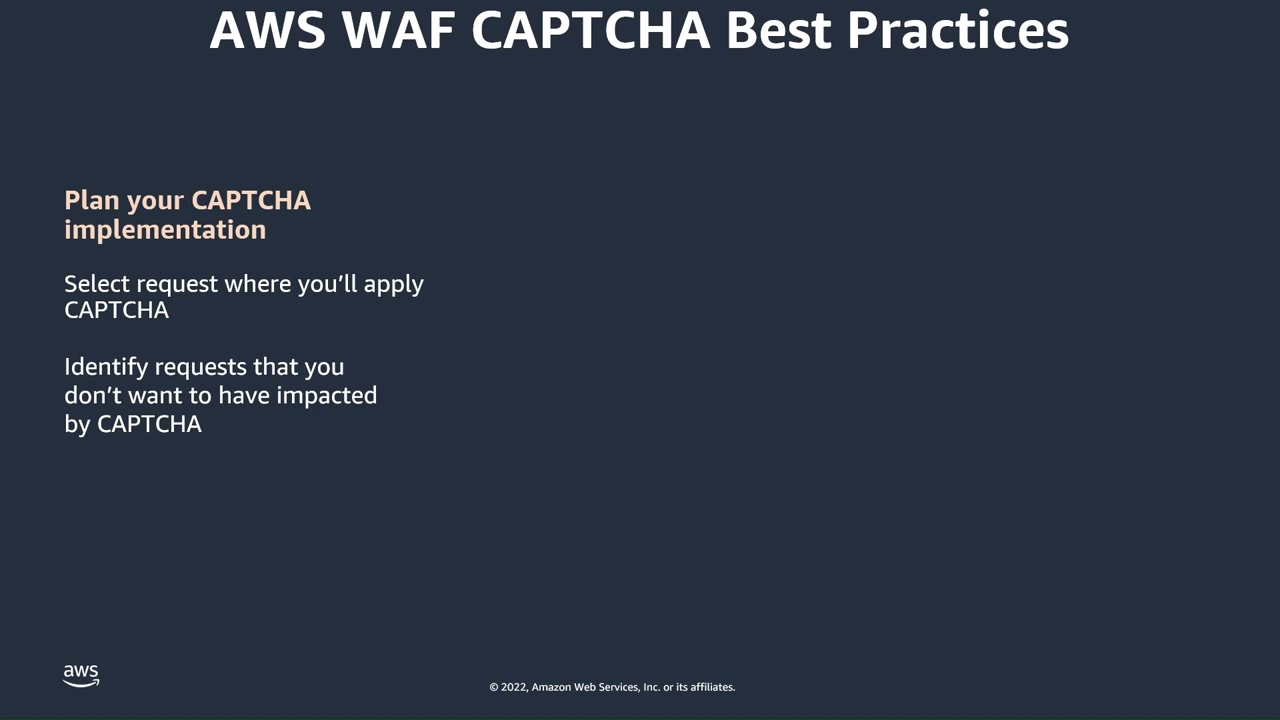 AWS WAF CAPTCHA Best Practices
Plan your CAPTCHA
implementation
Select request where you’ll apply
CAPTCHA
Identify requests that you
don’t want to have impacted
by CAPTCHA
aws
© 2022, Amazon Web Services, Inc. or its affiliates.